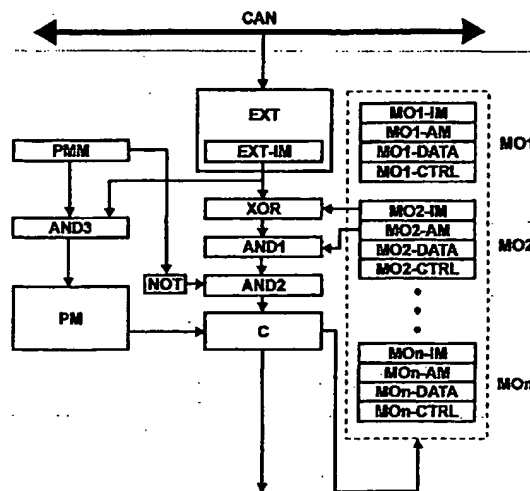 CAN
EXT
EXT-IM
PMM
XOR
AND3
AND1
NOT
AND2
PM
C
MO1-IM
MO1-AM
MO1-DATA
MO1-CTRL
MO1
MO2-IM
MO2-AM
MO2-DATA
MO2-CTRL
MO2
MOn-IM
MOn-AM
MOn-DATA
MOn-CTRL
MOn